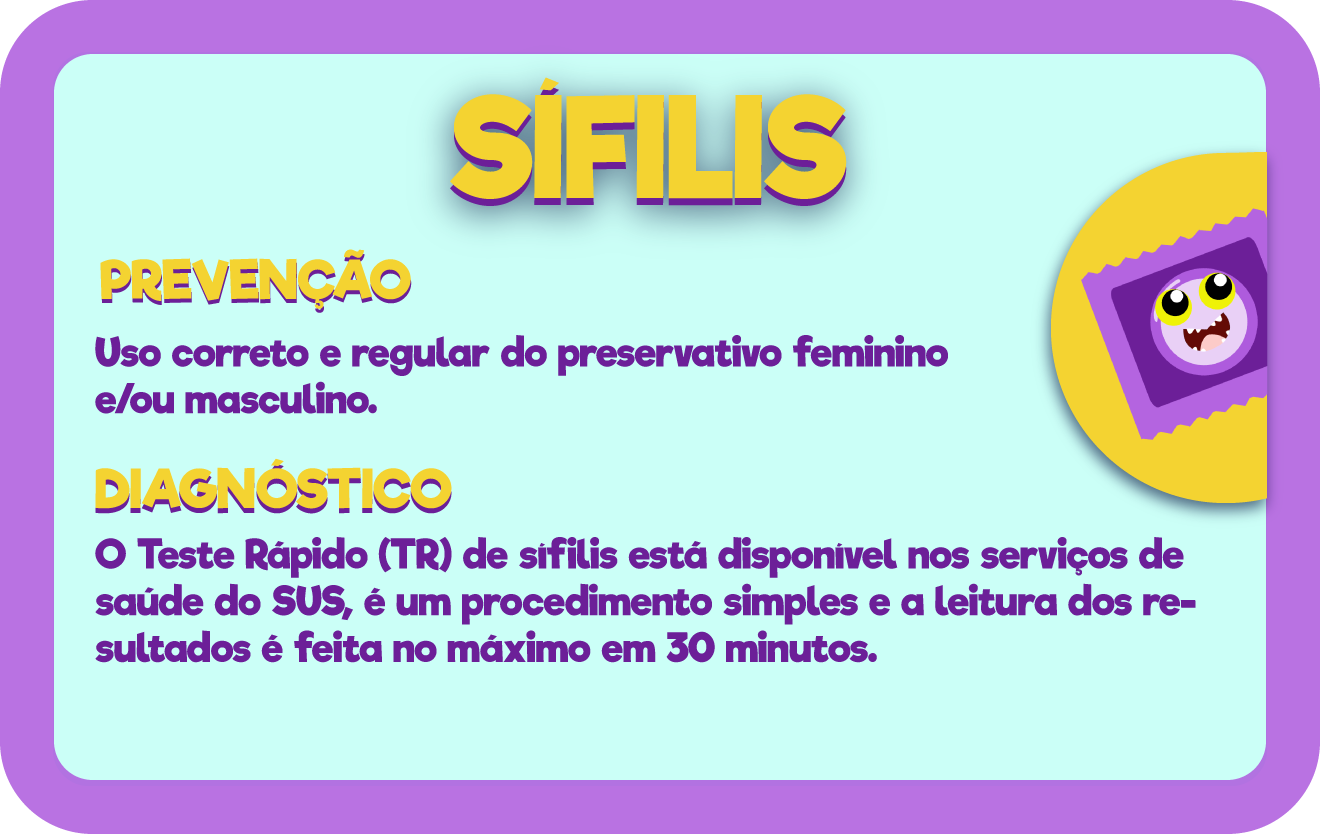 SÍFILIS
PREVENÇÃO
Uso correto e regular do preservativo feminino
e/ou masculino.
DIAGNÓSTICO
O Teste Rápido (TR) de sífilis está disponível nos serviços de
saúde do SUS, é um procedimento simples e a leitura dos re-
sultados é feita no máximo em 30 minutos.